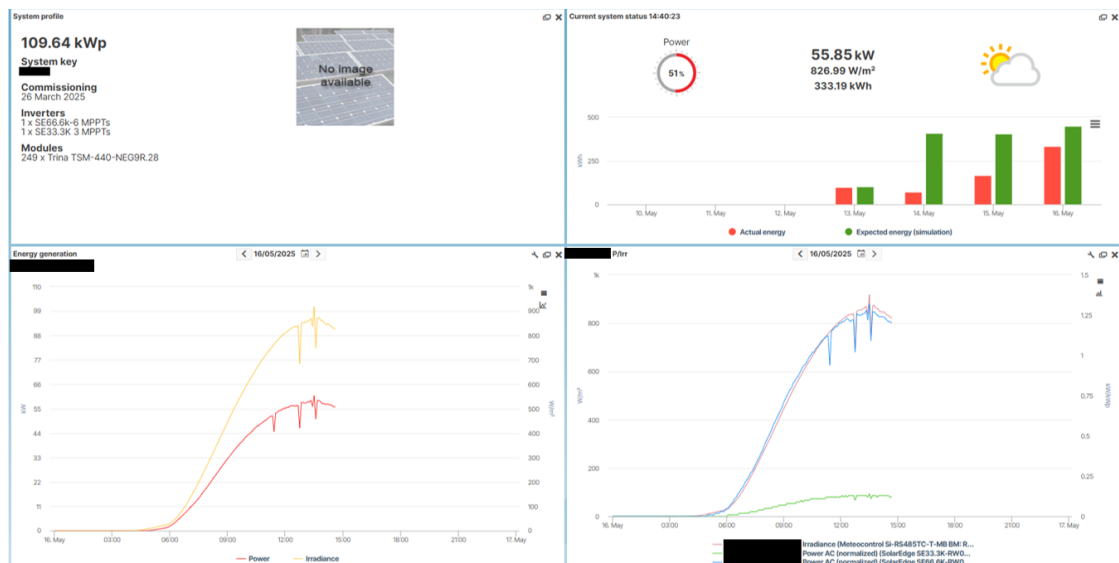 System profile
109.64 kWp
System key
Commissioning
26 March 2025
Inverters
1 x SE66.6k-6 MPPTs
1 x SE33.3K 3 MPPTs
Modules
249 x Trina TSM-440-NEG9R.28
No image
available
Current system status 14:40:23
Power
51%
55.85 kW
826.99 W/m²
333.19 kWh
500
250
0
kWh
10. May
11. May
12. May
13. May
14. May
15. May
16. May
Actual energy
Expected energy (simulation)
Energy generation
16/05/2025
110
99
88
77
66
55
44
33
22
11
0
kW
1k
900
800
700
600
500
400
300
200
100
0
W/m²
16. May
03:00
06:00
09:00
12:00
15:00
18:00
21:00
17. May
Power
Irradiance
P/Irr
16/05/2025
1k
800
600
400
200
0
W/m²
1.5
1.25
1
0.75
0.5
0.25
0
kW/kWp
16. May
03:00
06:00
09:00
12:00
15:00
18:00
21:00
17. May
Irradiance (Meteocontrol Si-RS485TC-T-MB BM: R...
Power AC (normalized) (SolarEdge SE33.3K-RW0...
Power AC (normalized) (SolarEdge SE66.6K-RW0...